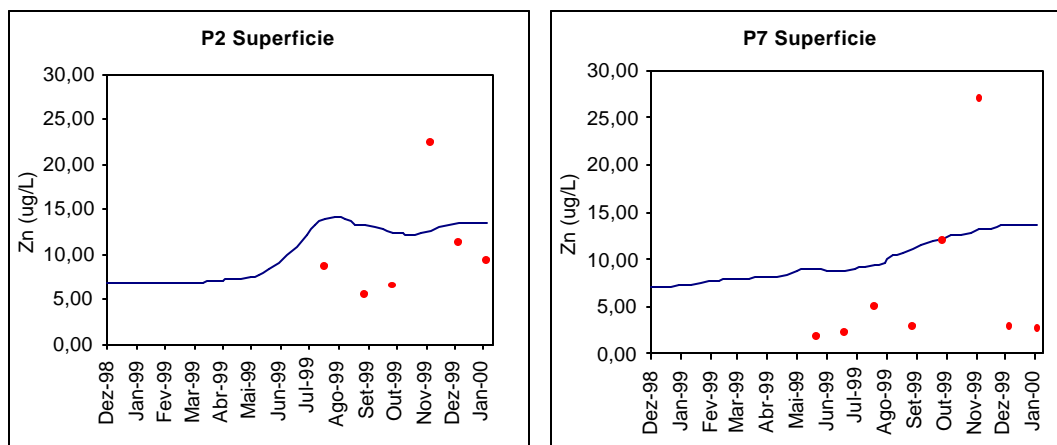 P2 Superficie
30,00
25,00
20,00
15,00
10,00
5,00
0,00
Zn (ug/L)
Dez-98
Jan-99
Fev-99
Mar-99
Abr-99
Mai-99
Jun-99
Jul-99
Ago-99
Set-99
Out-99
Nov-99
Dez-99
Jan-00
P7 Superficie
30,00
25,00
20,00
15,00
10,00
5,00
0,00
Zn (ug/L)
Dez-98
Jan-99
Fev-99
Mar-99
Abr-99
Mai-99
Jun-99
Jul-99
Ago-99
Set-99
Out-99
Nov-99
Dez-99
Jan-00